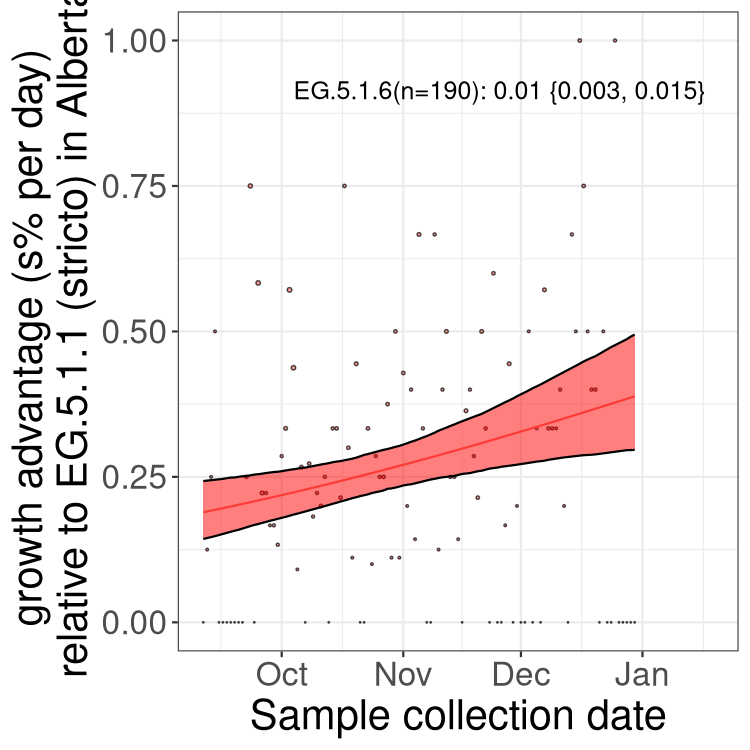 growth advantage (s% per day)
relative to EG.5.1.1 (stricto) in Alberta
1.00
0.75
0.50
0.25
0.00
EG.5.1.6(n=190): 0.01 {0.003, 0.015}
Oct Nov Dec Jan
Sample collection date